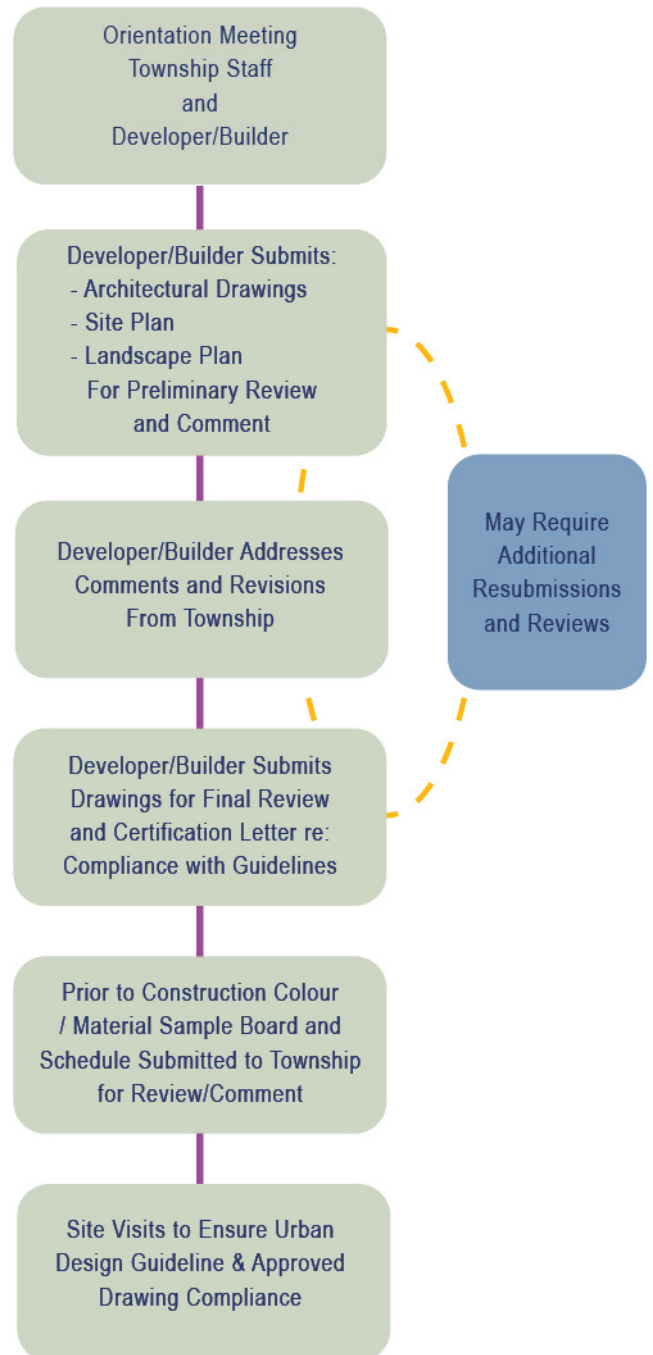 Orientation Meeting
Township Staff
and
Developer/Builder
Developer/Builder Submits:
- Architectural Drawings
- Site Plan
- Landscape Plan
For Preliminary Review
and Comment
May Require
Additional
Resubmissions
and Reviews
Developer/Builder Addresses
Comments and Revisions
From Township
Developer/Builder Submits
Drawings for Final Review
and Certification Letter re:
Compliance with Guidelines
Prior to Construction Colour
/ Material Sample Board and
Schedule Submitted to Township
for Review/Comment
Site Visits to Ensure Urban
Design Guideline & Approved
Drawing Compliance